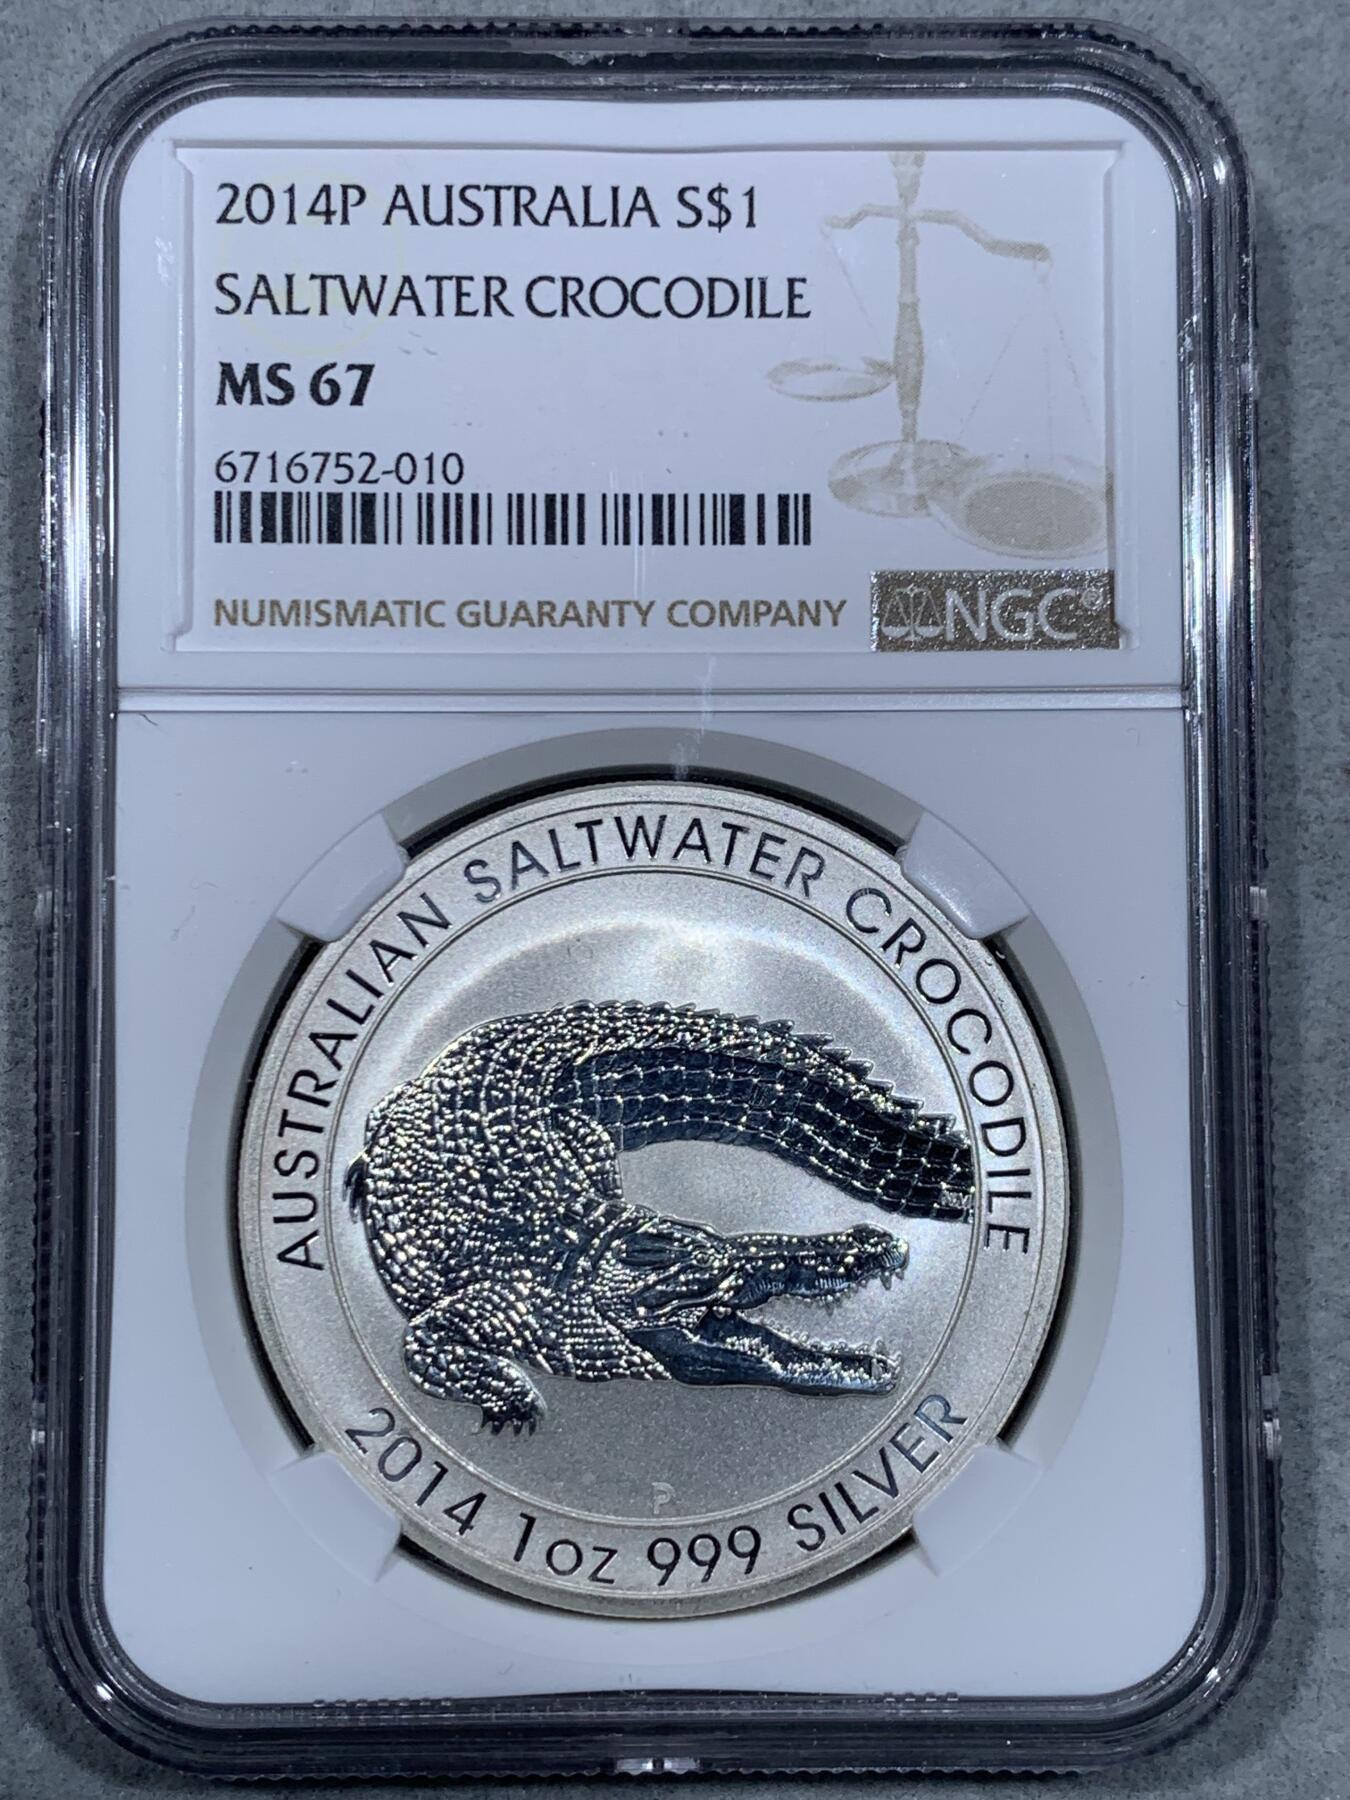 2014P AUSTRALIA S$1
SALTWATER CROCODILE
MS 67
6716752-010
NUMISMATIC GUARANTY COMPANY
NGC®
AUSTRALIAN SALTWATER CROCODILE
P
2014 1oz 999 SILVER